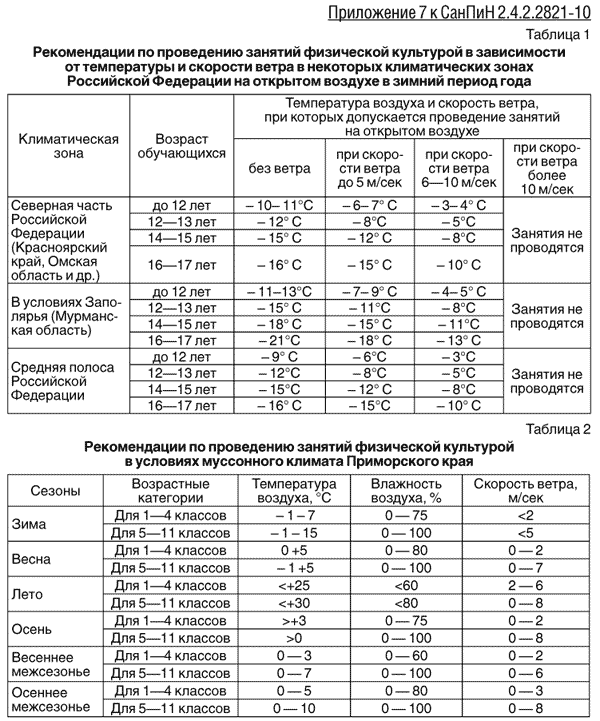 Приложение 7 к СанПиН 2.4.2.2821-10
Таблица 1
Рекомендации по проведению занятий физической культурой в зависимости
от температуры и скорости ветра в некоторых климатических зонах
Российской Федерации на открытом воздухе в зимний период года
Климатическая зона | Возраст обучающихся | Температура воздуха и скорость ветра,
при которых допускается проведение занятий
на открытом воздухе
без ветра | при скоро-
сти ветра
до 5 м/сек | при скоро-
сти ветра
6—10 м/сек | при скоро-
сти ветра
более
10 м/сек
Северная часть
Российской
Федерации
(Красноярский
край, Омская
область и др.)
до 12 лет | – 10– 11°C | – 6– 7° C | – 3– 4° C
12—13 лет | – 12° C | – 8°C | – 5°C
14—15 лет | – 15° C | – 12° C | – 8°C
16—17 лет | – 16° C | – 15° C | – 10° C
Занятия не
проводятся
В условиях Запо-
лярья (Мурманс-
кая область)
до 12 лет | – 11–13°C | – 7– 9° C | – 4– 5° C
12—13 лет | – 15° C | – 11°C | – 8°C
14—15 лет | – 18° C | – 15° C | – 11°C
16—17 лет | – 21°C | – 18° C | – 13° C
Занятия не
проводятся
Средняя полоса
Российской
Федерации
до 12 лет | – 9° C | – 6°C | – 3°C
12—13 лет | – 12°C | – 8°C | – 5°C
14—15 лет | – 15°C | – 12° C | – 8°C
16—17 лет | – 16° C | – 15°C | – 10° C
Занятия не
проводятся
Таблица 2
Рекомендации по проведению занятий физической культурой
в условиях муссонного климата Приморского края
Сезоны | Возрастные
категории | Температура
воздуха, °C | Влажность
воздуха, % | Скорость ветра,
м/сек
Зима
Для 1—4 классов | – 1 – 7 | 0 — 75 | <2
Для 5—11 классов | – 1 – 15 | 0 — 100 | <5
Весна
Для 1—4 классов | 0 +5 | 0 — 80 | 0 — 2
Для 5—11 классов | – 1 +5 | 0 — 100 | 0 — 7
Лето
Для 1—4 классов | <+25 | <60 | 2 — 6
Для 5—11 классов | <+30 | <80 | 0 — 8
Осень
Для 1—4 классов | >+3 | 0 — 75 | 0 — 2
Для 5—11 классов | >0 | 0 — 100 | 0 — 8
Весеннее
межсезонье
Для 1—4 классов | 0 — 3 | 0 — 60 | 0 — 2
Для 5—11 классов | 0 — 7 | 0 — 100 | 0 — 6
Осеннее
межсезонье
Для 1—4 классов | 0 — 5 | 0 — 80 | 0 — 3
Для 5—11 классов | 0 — 10 | 0 — 100 | 0 — 8